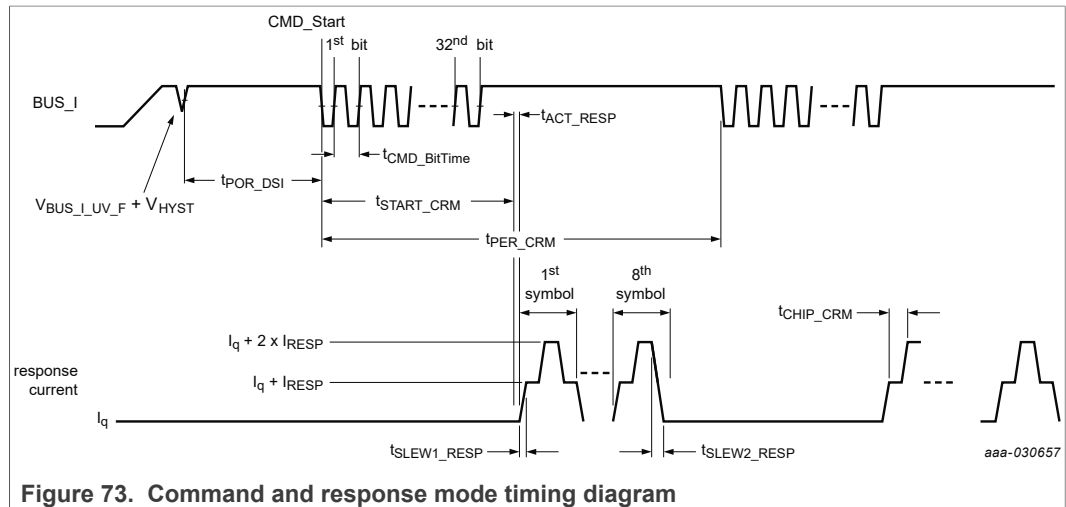 CMD_Start
1st bit
32nd bit
BUS_I
tACT_RESP
tCMD_BitTime
tPOR_DSI
VBUS_I_UV_F + VHYST
tSTART_CRM
tPER_CRM
1st
symbol
8th
symbol
tCHIP_CRM
Iq + 2 x IRESP
response
current
Iq + IRESP
Iq
tSLEW1_RESP
tSLEW2_RESP
aaa-030657
Figure 73. Command and response mode timing diagram